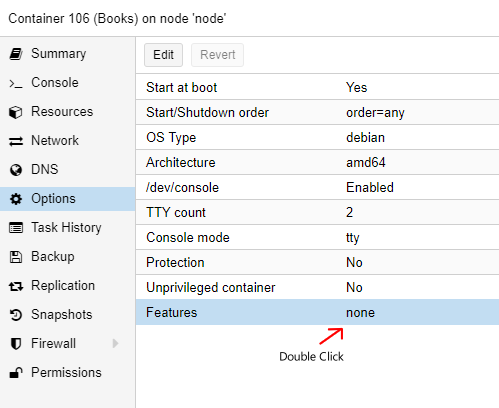 Container 106 (Books) on node 'node'
Summary
Console
Resources
Network
DNS
Options
Task History
Backup
Replication
Snapshots
Firewall
Permissions
Edit Revert
Start at boot Yes
Start/Shutdown order order=any
OS Type debian
Architecture amd64
/dev/console Enabled
TTY count 2
Console mode tty
Protection No
Unprivileged container No
Features none
Double Click